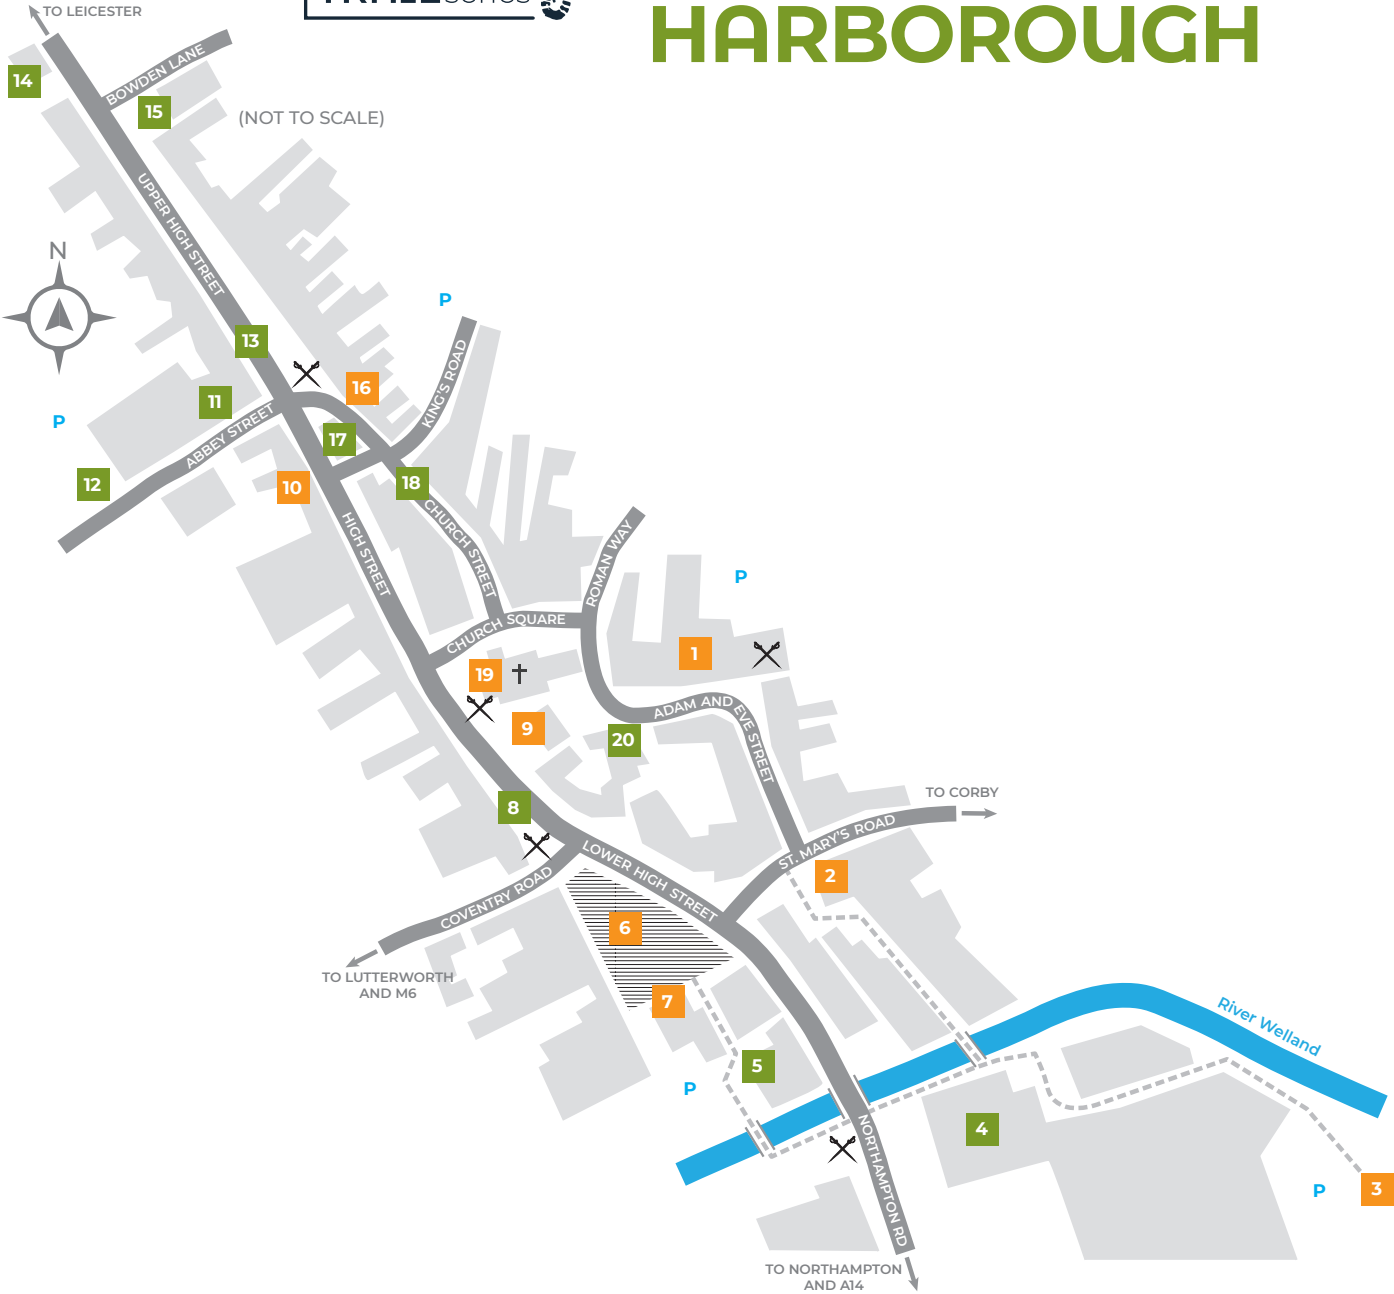 HARBOROUGH
TO LEICESTER
14
BOWDEN LANE
15
(NOT TO SCALE)
UPPER HIGH STREET
N
P
13
16
KING'S ROAD
11
P
ABBEY STREET
17
12
10
18
HIGH STREET
CHURCH STREET
ROMAN WAY
P
CHURCH SQUARE
1
19
ADAM AND EVE STREET
9
20
8
TO CORBY
ST. MARY'S ROAD
LOWER HIGH STREET
2
COVENTRY ROAD
6
TO LUTTERWORTH
AND M6
7
River Welland
5
P
4
NORTHAMPTON RD
3
P
TO NORTHAMPTON
AND A14